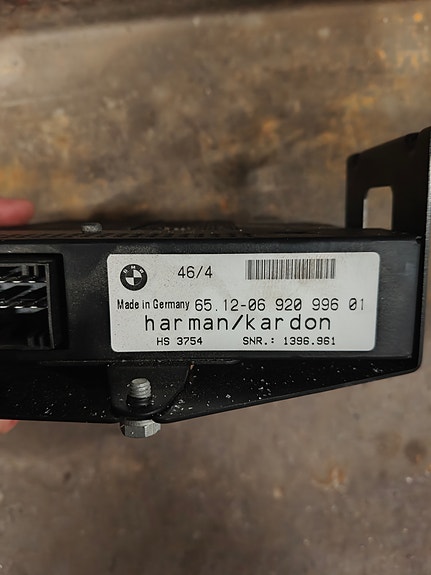 46/4
Made in Germany 65.12-06 920 996 01
harman/kardon
HS 3754 SNR.: 1396.961